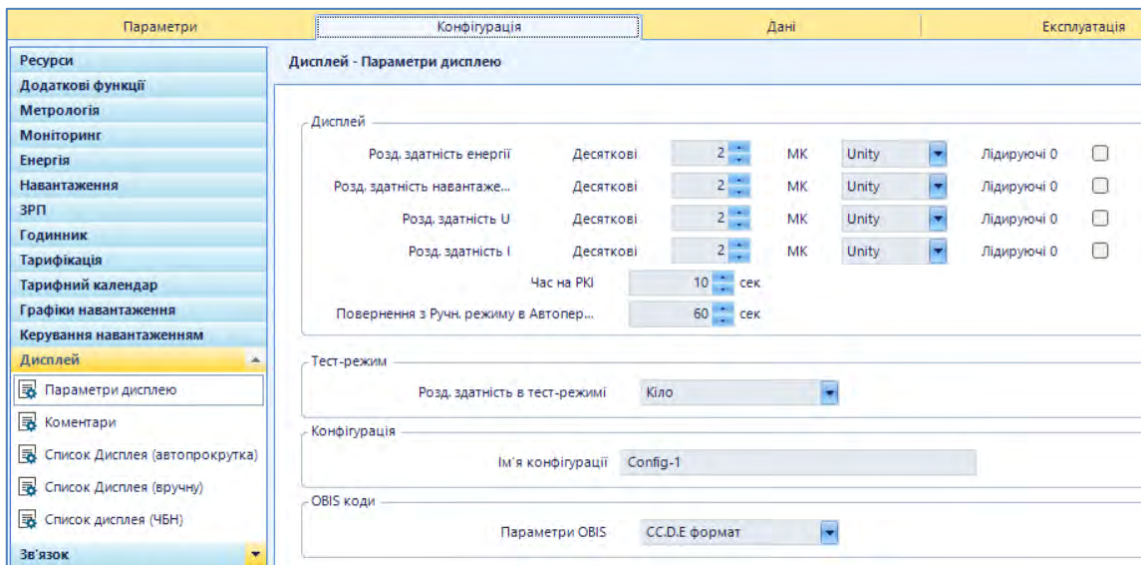 Параметри Конфігурація Дані Експлуатація
Ресурси
Додаткові функції
Метрологія
Моніторинг
Енергія
Навантаження
ЗРП
Годинник
Тарифікація
Тарифний календар
Графіки навантаження
Керування навантаженням
Дисплей
Параметри дисплею
Коментари
Список Дисплея (автопрокрутка)
Список Дисплея (вручну)
Список дисплея (ЧБН)
Зв'язок
Дисплей - Параметри дисплею
Дисплей
Розд. здатність енергії Десяткові 2 МК Unity Лідируючі 0
Розд. здатність навантаже... Десяткові 2 МК Unity Лідируючі 0
Розд. здатність U Десяткові 2 МК Unity Лідируючі 0
Розд. здатність I Десяткові 2 МК Unity Лідируючі 0
Час на РКІ 10 сек
Повернення з Ручн. режиму в Автопер... 60 сек
Тест-режим
Розд. здатність в тест-режимі Кіло
Конфігурація
Ім'я конфігурації Config-1
OBIS коди
Параметри OBIS CC.D.E формат